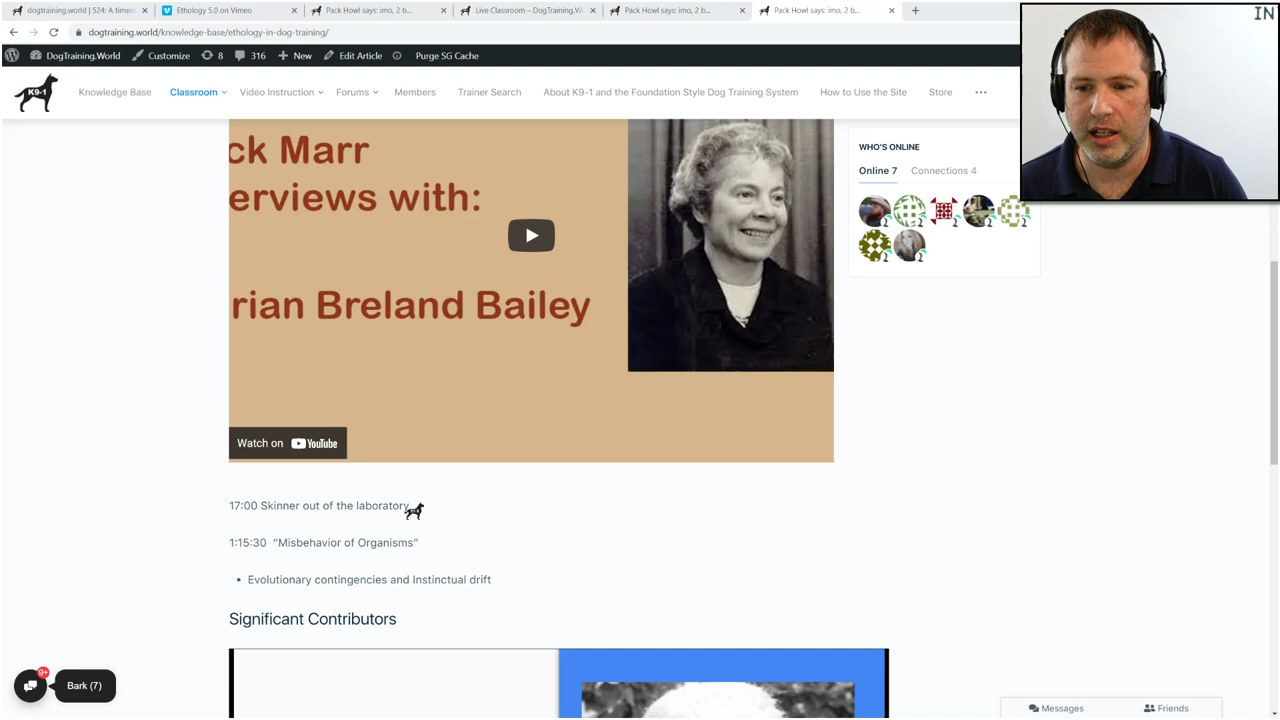 dogtraining.world | 524: A timeo
Ethology 5.0 on Vimeo
Pack Howl says: imo, 2 b...
Live Classroom – DogTraining.W
Pack Howl says: imo, 2 b...
Pack Howl says: imo, 2 b...
dogtraining.world/knowledge-base/ethology-in-dog-training/
DogTraining.World Customize 8 316 New Edit Article Purge SG Cache
K9-1 Knowledge Base Classroom Video Instruction Forums Members Trainer Search About K9-1 and the Foundation Style Dog Training System How to Use the Site Store
IN
ck Marr
erviews with:
rian Breland Bailey
Watch on YouTube
WHO'S ONLINE
Online 7 Connections 4
17:00 Skinner out of the laboratory
1:15:30 “Misbehavior of Organisms”
• Evolutionary contingencies and Instinctual drift
Significant Contributors
9+
Bark (7)
Messages Friends